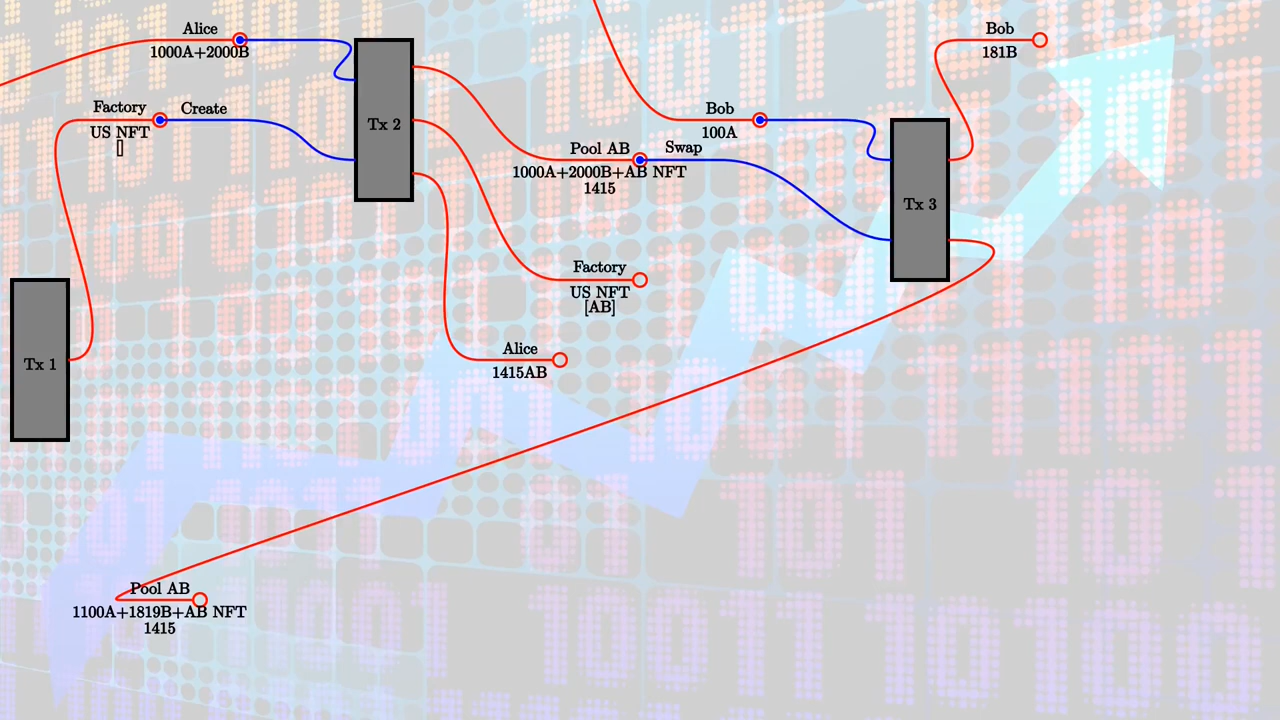 Alice
1000A+2000B
Factory
Create
US NFT
[]
Tx 2
Tx 1
Pool AB
Swap
1000A+2000B+AB NFT
1415
Bob
100A
Factory
US NFT
[AB]
Alice
1415AB
Tx 3
Bob
181B
Pool AB
1100A+1819B+AB NFT
1415